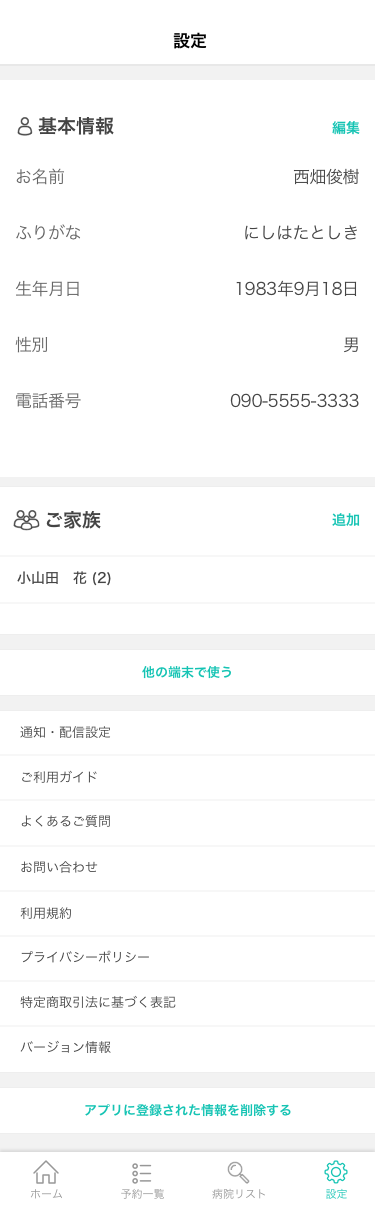 設定
基本情報 編集
お名前 西畑俊樹
ふりがな にしはたとしき
生年月日 1983年9月18日
性別 男
電話番号 090-5555-3333
ご家族 追加
小山田　花 (2)
他の端末で使う
通知・配信設定
ご利用ガイド
よくあるご質問
お問い合わせ
利用規約
プライバシーポリシー
特定商取引法に基づく表記
バージョン情報
アプリに登録された情報を削除する
ホーム 予約一覧 病院リスト 設定